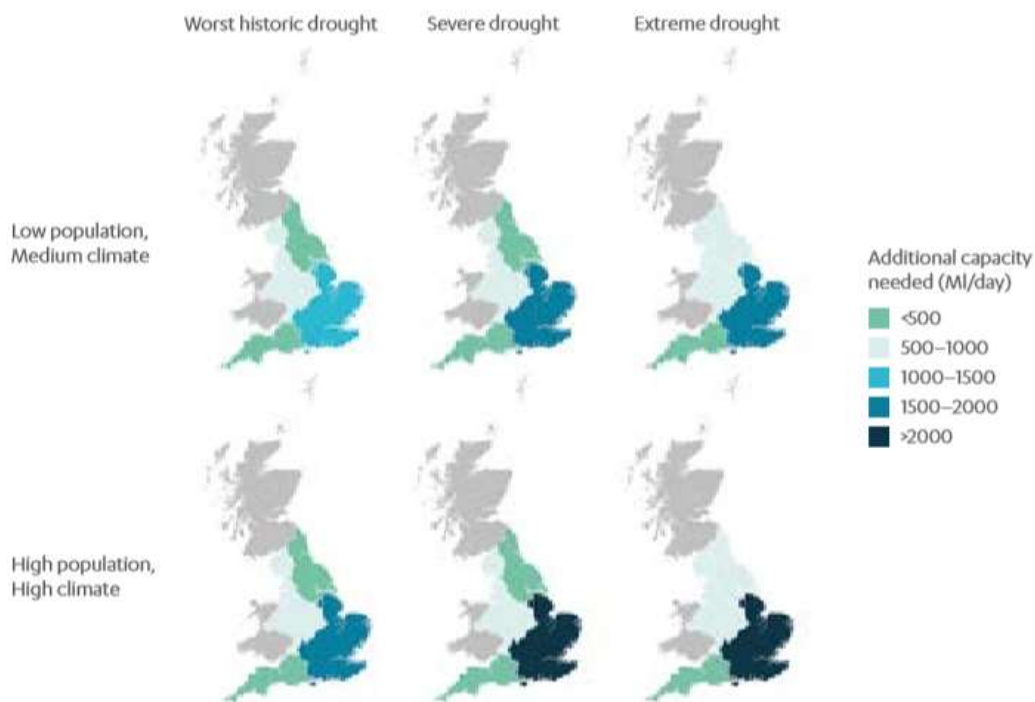 Worst historic drought
Severe drought
Extreme drought
Low population,
Medium climate
Additional capacity
needed (Ml/day)
<500
500–1000
1000–1500
1500–2000
>2000
High population,
High climate